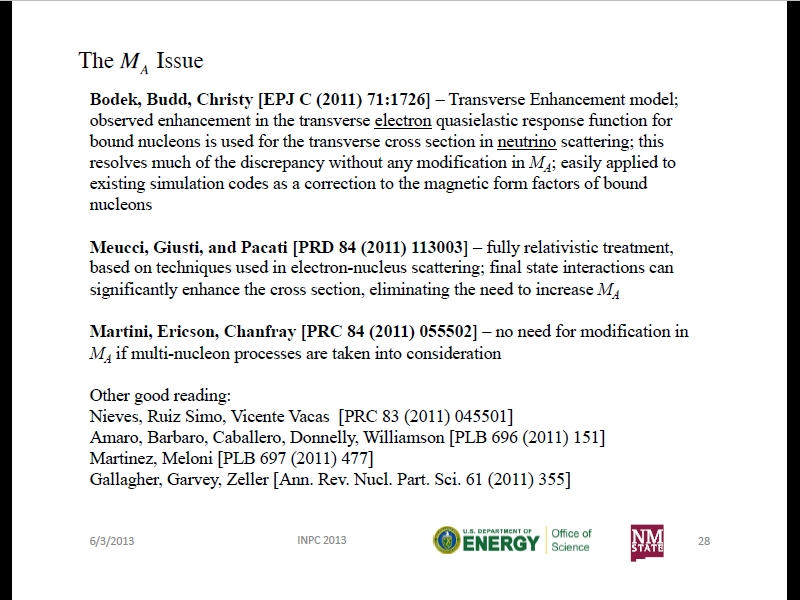 The M_A Issue
Bodek, Budd, Christy [EPJ C (2011) 71:1726] – Transverse Enhancement model;
observed enhancement in the transverse electron quasielastic response function for
bound nucleons is used for the transverse cross section in neutrino scattering; this
resolves much of the discrepancy without any modification in M_A; easily applied to
existing simulation codes as a correction to the magnetic form factors of bound
nucleons
Meucci, Giusti, and Pacati [PRD 84 (2011) 113003] – fully relativistic treatment,
based on techniques used in electron-nucleus scattering; final state interactions can
significantly enhance the cross section, eliminating the need to increase M_A
Martini, Ericson, Chanfray [PRC 84 (2011) 055502] – no need for modification in
M_A if multi-nucleon processes are taken into consideration
Other good reading:
Nieves, Ruiz Simo, Vicente Vacas [PRC 83 (2011) 045501]
Amaro, Barbaro, Caballero, Donnelly, Williamson [PLB 696 (2011) 151]
Martinez, Meloni [PLB 697 (2011) 477]
Gallagher, Garvey, Zeller [Ann. Rev. Nucl. Part. Sci. 61 (2011) 355]
6/3/2013
INPC 2013
U.S. DEPARTMENT OF
ENERGY
Office of
Science
NM
STATE
28